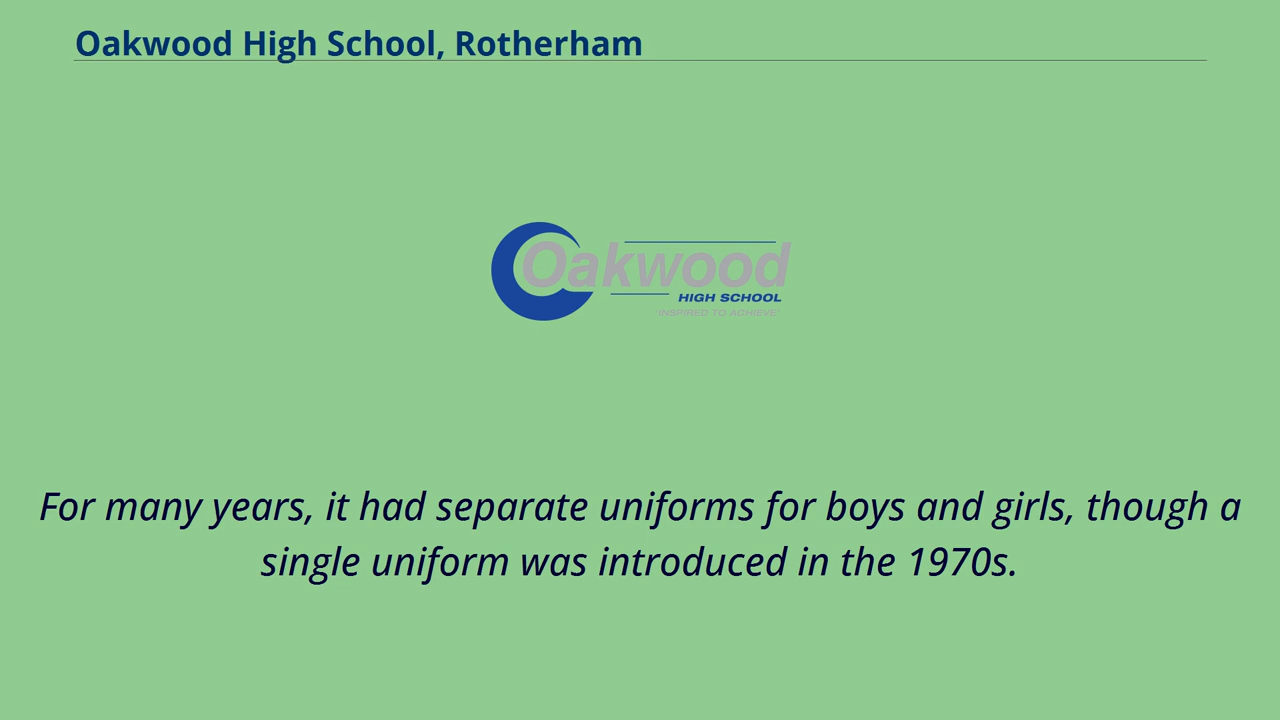 Oakwood High School, Rotherham
Oakwood
HIGH SCHOOL
'INSPIRED TO ACHIEVE'
For many years, it had separate uniforms for boys and girls, though a
single uniform was introduced in the 1970s.